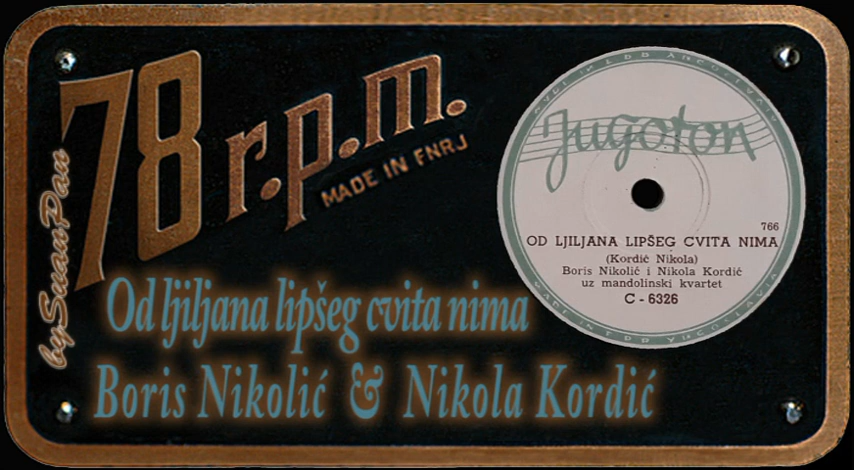 78 r.p.m.
MADE IN FNRJ
bySwanPan
Jugoton
766
OD LJILJANA LIPŠEG CVITA NIMA
(Kordić Nikola)
Boris Nikolić i Nikola Kordić
uz mandolinski kvartet
C - 6326
Od ljiljana lipšeg cvita nima
Boris Nikolić & Nikola Kordić